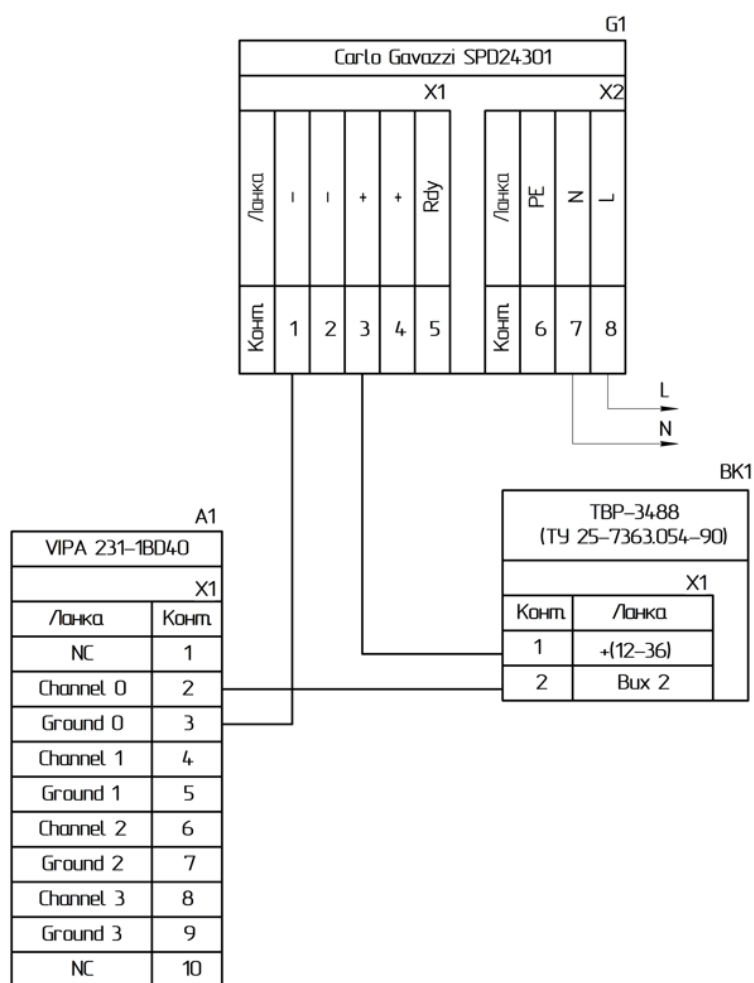 G1
Carlo Gavazzi SPD24301
X1 X2
Ланка – – + + Rdy Ланка PE N L
Конт. 1 2 3 4 5 Конт. 6 7 8
L
N
BK1
ТВР–3488
(ТУ 25–7363.054–90)
X1
Конт. Ланка
1 +(12–36)
2 Вих 2
A1
VIPA 231–1BD40
X1
Ланка Конт.
NC 1
Channel 0 2
Ground 0 3
Channel 1 4
Ground 1 5
Channel 2 6
Ground 2 7
Channel 3 8
Ground 3 9
NC 10